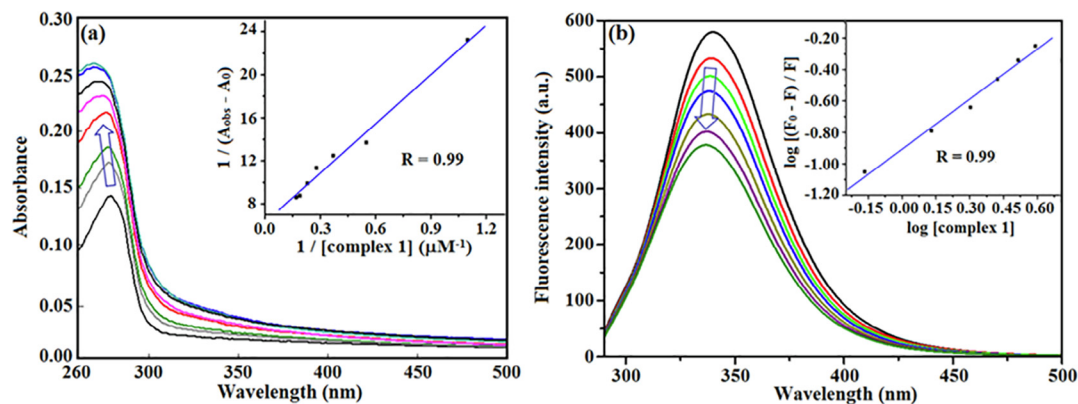 (a)
0.30
0.25
0.20
0.15
0.10
0.05
0.00
Absorbance
260 300 350 400 450 500
Wavelength (nm)
24
20
16
12
8
1 / (Aobs – A0)
R = 0.99
0.0 0.3 0.6 0.9 1.2
1 / [complex 1] (μM-1)
(b)
600
500
400
300
200
100
0
Fluorescence intensity (a.u.)
300 350 400 450 500
Wavelength (nm)
-0.20
-0.40
-0.60
-0.80
-1.00
-1.20
log [(F0 - F) / F]
R = 0.99
-0.15 0.00 0.15 0.30 0.45 0.60
log [complex 1]